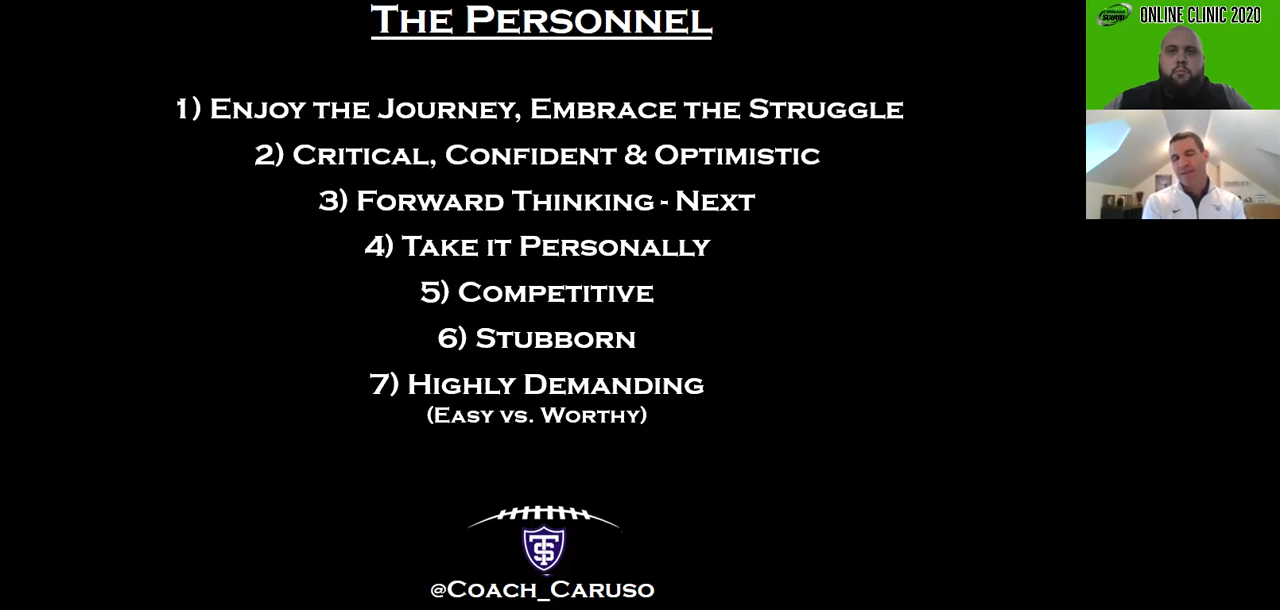 THE PERSONNEL
ONLINE CLINIC 2020
1) ENJOY THE JOURNEY, EMBRACE THE STRUGGLE
2) CRITICAL, CONFIDENT & OPTIMISTIC
3) FORWARD THINKING - NEXT
4) TAKE IT PERSONALLY
5) COMPETITIVE
6) STUBBORN
7) HIGHLY DEMANDING
(EASY VS. WORTHY)
@COACH_CARUSO